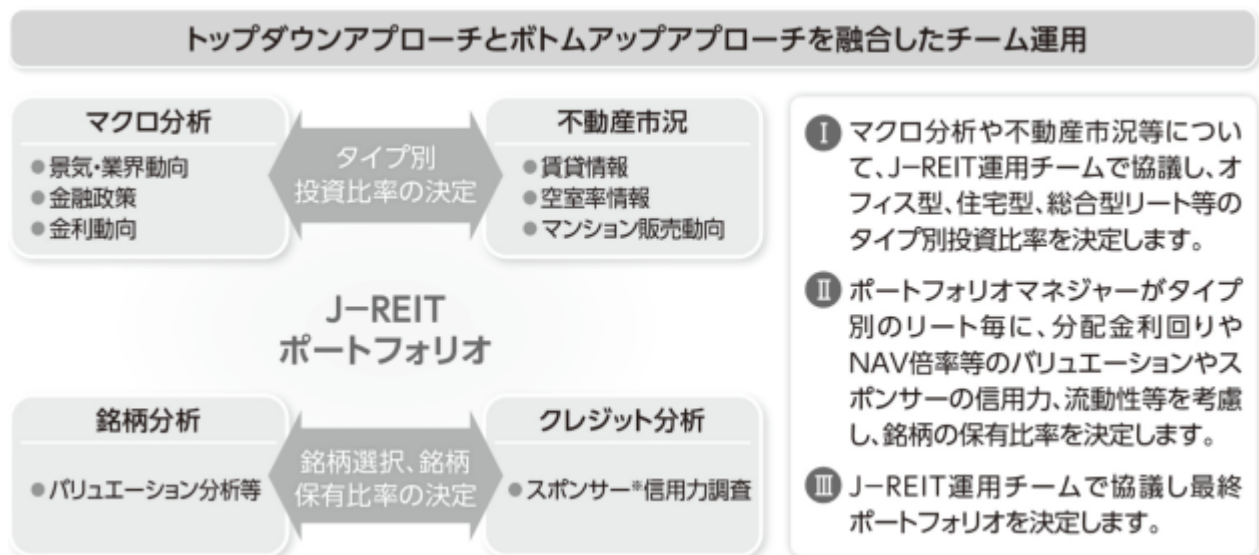 トップダウンアプローチとボトムアップアプローチを融合したチーム運用
マクロ分析
●景気・業界動向
●金融政策
●金利動向
タイプ別
投資比率の決定
不動産市況
●賃貸情報
●空室率情報
●マンション販売動向
J−REIT
ポートフォリオ
銘柄分析
●バリュエーション分析等
銘柄選択、銘柄
保有比率の決定
クレジット分析
●スポンサー※信用力調査
Ⅰ マクロ分析や不動産市況等につい
て、J−REIT運用チームで協議し、オ
フィス型、住宅型、総合型リート等の
タイプ別投資比率を決定します。
Ⅱ ポートフォリオマネジャーがタイプ
別のリート毎に、分配金利回りや
NAV倍率等のバリュエーションやス
ポンサーの信用力、流動性等を考慮
し、銘柄の保有比率を決定します。
Ⅲ J−REIT運用チームで協議し最終
ポートフォリオを決定します。